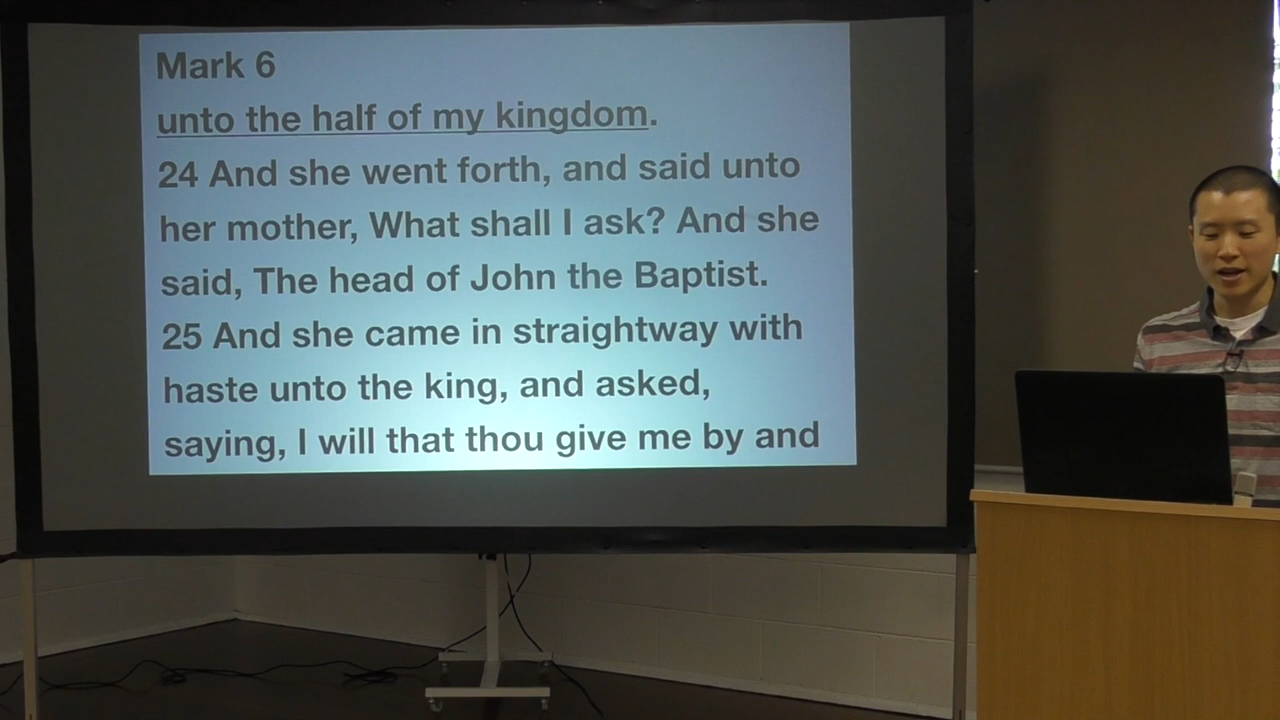 Mark 6
unto the half of my kingdom.
24 And she went forth, and said unto
her mother, What shall I ask? And she
said, The head of John the Baptist.
25 And she came in straightway with
haste unto the king, and asked,
saying, I will that thou give me by and